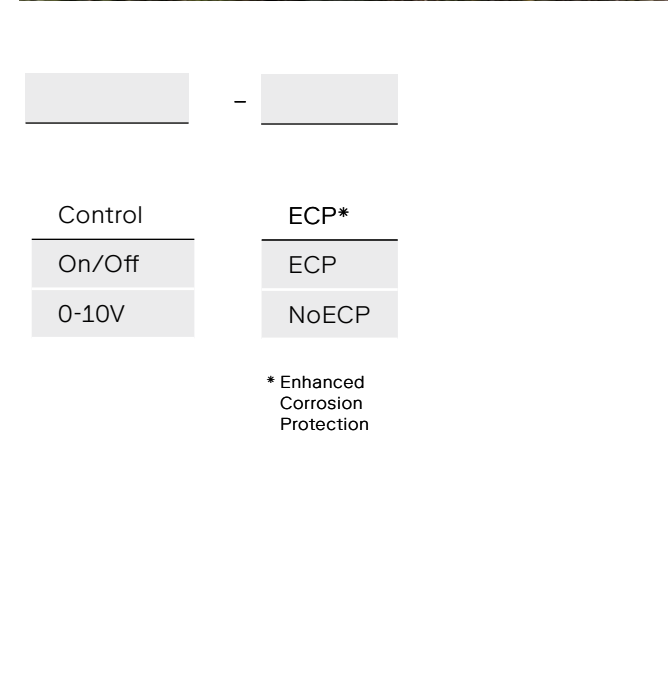 –
Control
ECP*
On/Off
ECP
0-10V
NoECP
* Enhanced
Corrosion
Protection